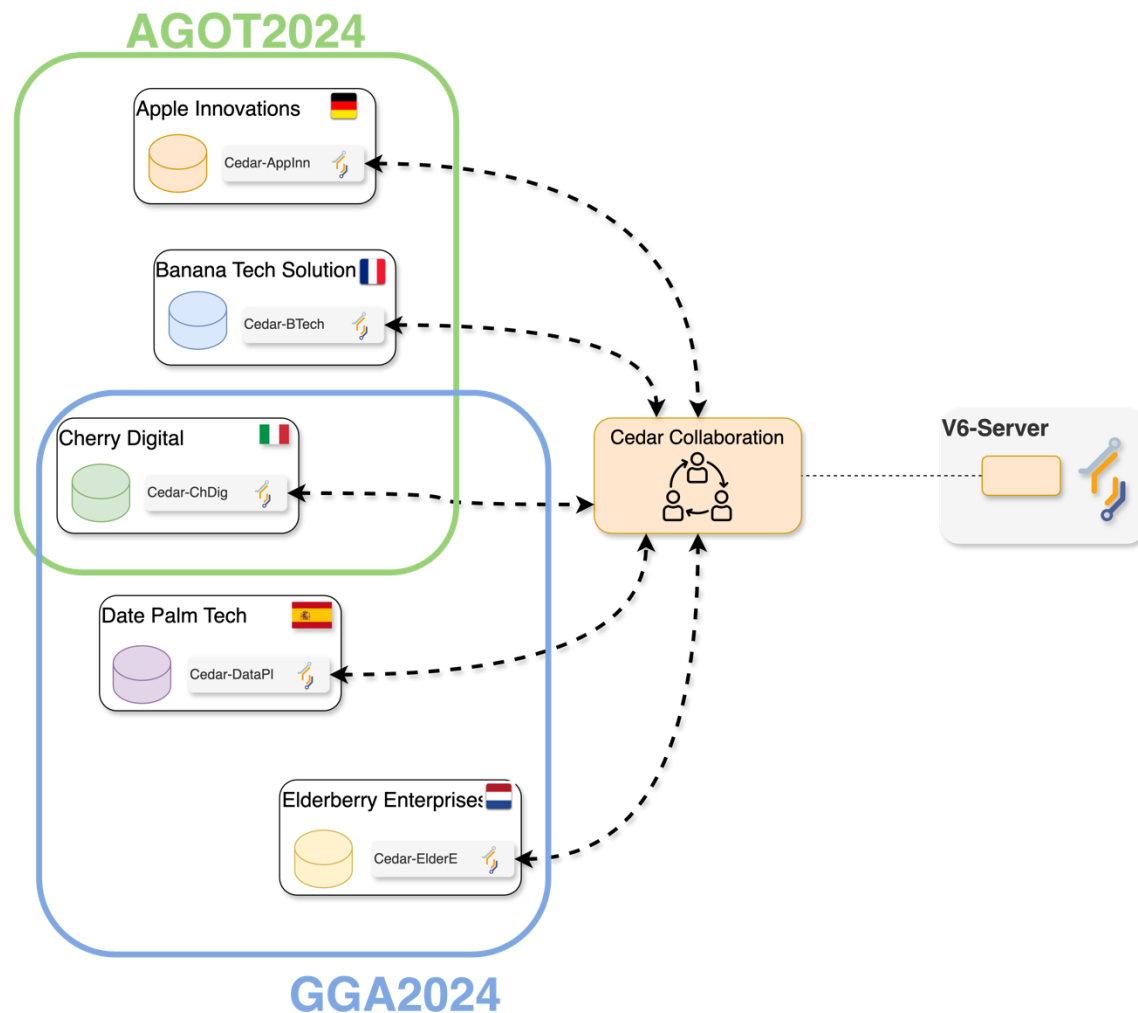 AGOT2024
Apple Innovations
Cedar-AppInn
Banana Tech Solution
Cedar-BTech
Cherry Digital
Cedar-ChDig
Cedar Collaboration
V6-Server
Date Palm Tech
Cedar-DataPl
Elderberry Enterprises
Cedar-ElderE
GGA2024